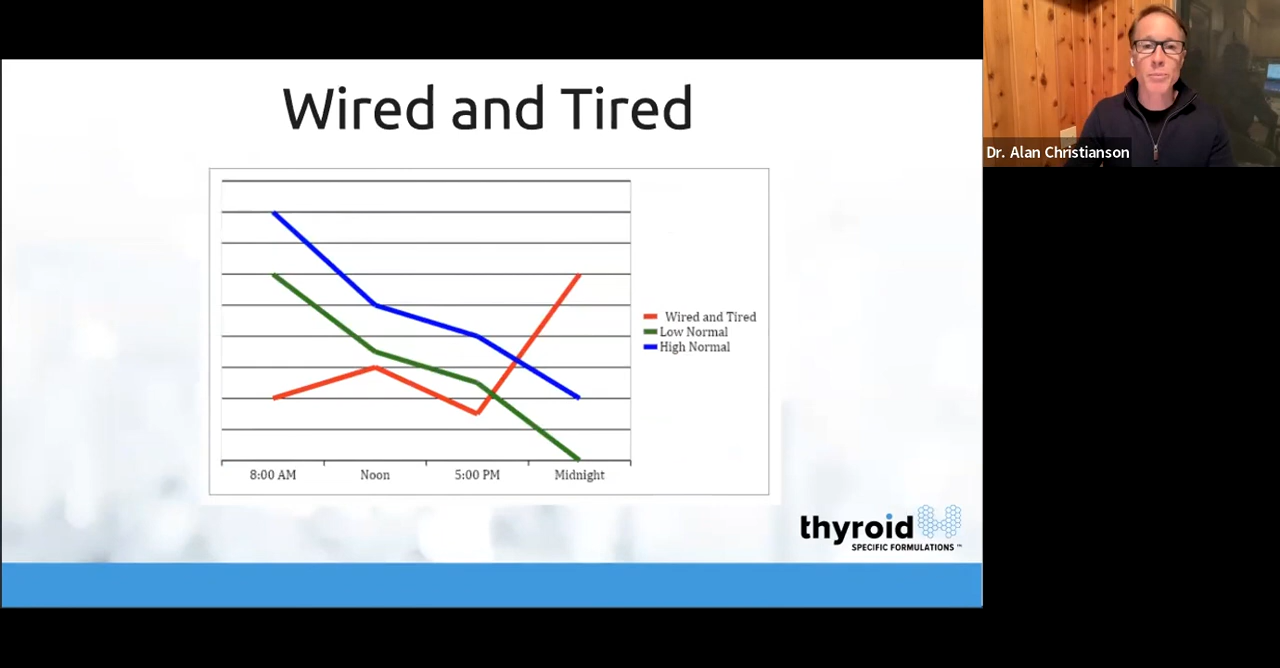 Wired and Tired
Wired and Tired
Low Normal
High Normal
8:00 AM Noon 5:00 PM Midnight
thyroid
SPECIFIC FORMULATIONS ™
Dr. Alan Christianson